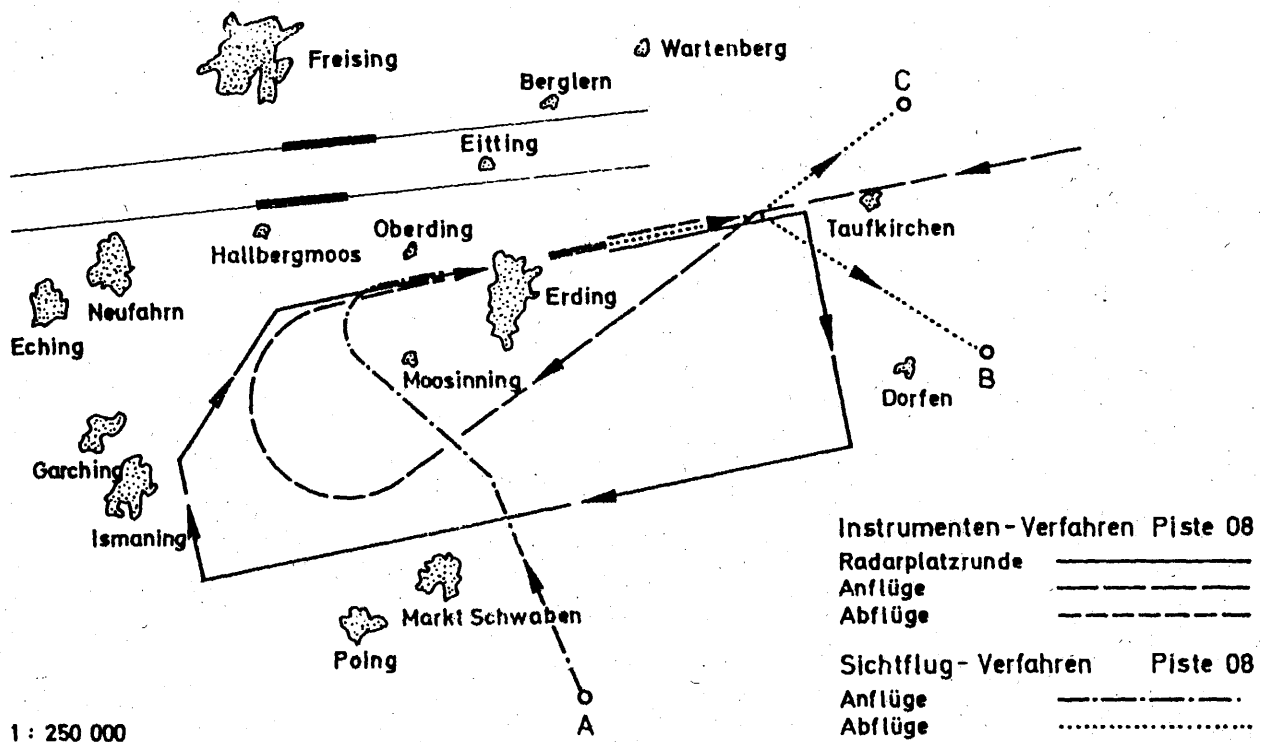 Freising
Wartenberg
Berglern
C
Eitting
Oberding
Taufkirchen
Hallbergmoos
Erding
Neufahrn
Eching
Moosinning
B
Dorfen
Garching
Ismaning
Instrumenten-Verfahren Piste 08
Radarplatzrunde
Anflüge
Abflüge
Markt Schwaben
Poing
Sichtflug-Verfahren Piste 08
Anflüge
Abflüge
A
1 : 250 000